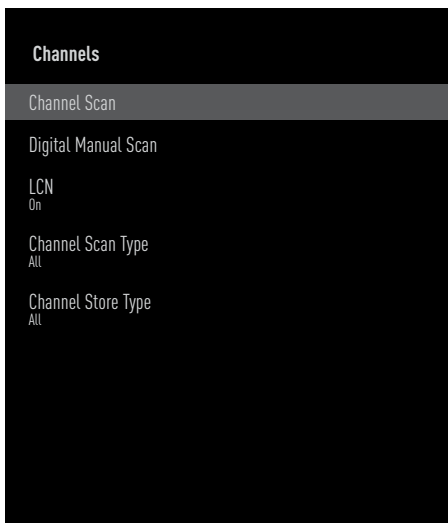 Channels
Channel Scan
Digital Manual Scan
LCN
On
Channel Scan Type
All
Channel Store Type
All